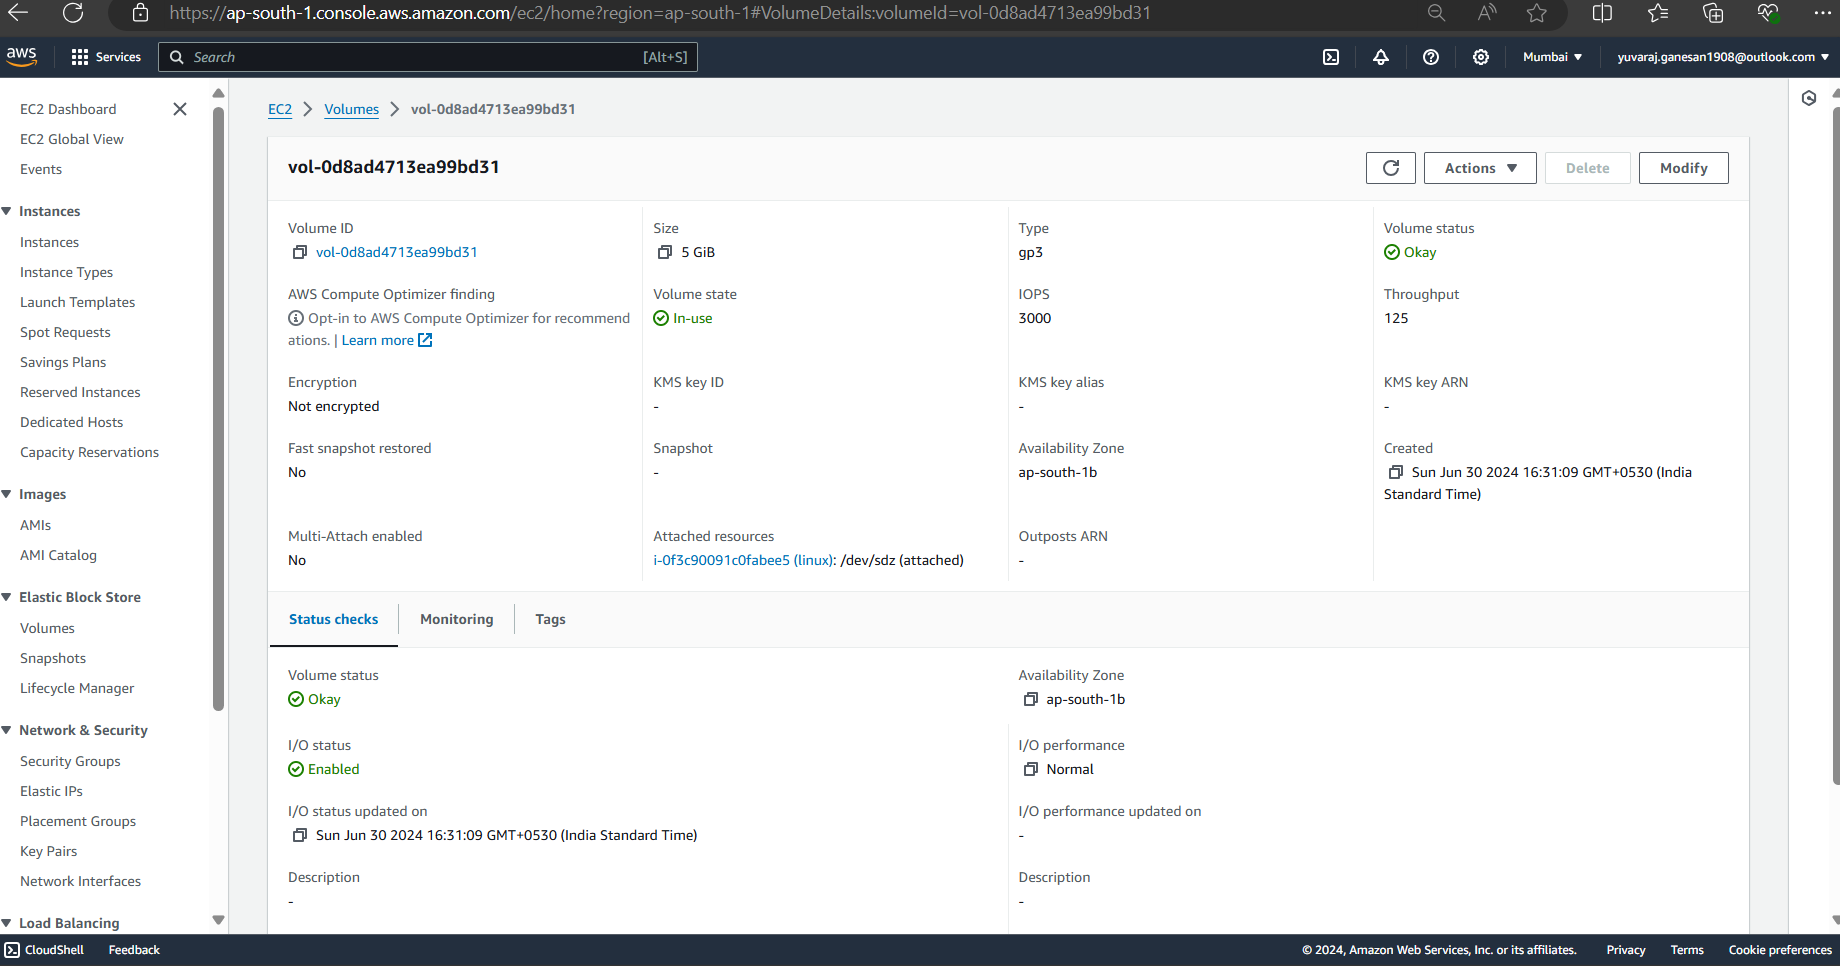 https://ap-south-1.console.aws.amazon.com/ec2/home?region=ap-south-1#VolumeDetails:volumeId=vol-0d8ad4713ea99bd31
aws
Services
Search
[Alt+S]
Mumbai
yuvaraj.ganesan1908@outlook.com
EC2 Dashboard
EC2 Global View
Events
Instances
Instances
Instance Types
Launch Templates
Spot Requests
Savings Plans
Reserved Instances
Dedicated Hosts
Capacity Reservations
Images
AMIs
AMI Catalog
Elastic Block Store
Volumes
Snapshots
Lifecycle Manager
Network & Security
Security Groups
Elastic IPs
Placement Groups
Key Pairs
Network Interfaces
Load Balancing
EC2 > Volumes > vol-0d8ad4713ea99bd31
vol-0d8ad4713ea99bd31
Actions
Delete
Modify
Volume ID
vol-0d8ad4713ea99bd31
Size
5 GiB
Type
gp3
Volume status
Okay
AWS Compute Optimizer finding
Opt-in to AWS Compute Optimizer for recommend
ations. | Learn more
Volume state
In-use
IOPS
3000
Throughput
125
Encryption
Not encrypted
KMS key ID
-
KMS key alias
-
KMS key ARN
-
Fast snapshot restored
No
Snapshot
-
Availability Zone
ap-south-1b
Created
Sun Jun 30 2024 16:31:09 GMT+0530 (India
Standard Time)
Multi-Attach enabled
No
Attached resources
i-0f3c90091c0fabee5 (linux): /dev/sdz (attached)
Outposts ARN
-
Status checks
Monitoring
Tags
Volume status
Okay
Availability Zone
ap-south-1b
I/O status
Enabled
I/O performance
Normal
I/O status updated on
Sun Jun 30 2024 16:31:09 GMT+0530 (India Standard Time)
I/O performance updated on
-
Description
-
Description
-
CloudShell
Feedback
© 2024, Amazon Web Services, Inc. or its affiliates.
Privacy
Terms
Cookie preferences